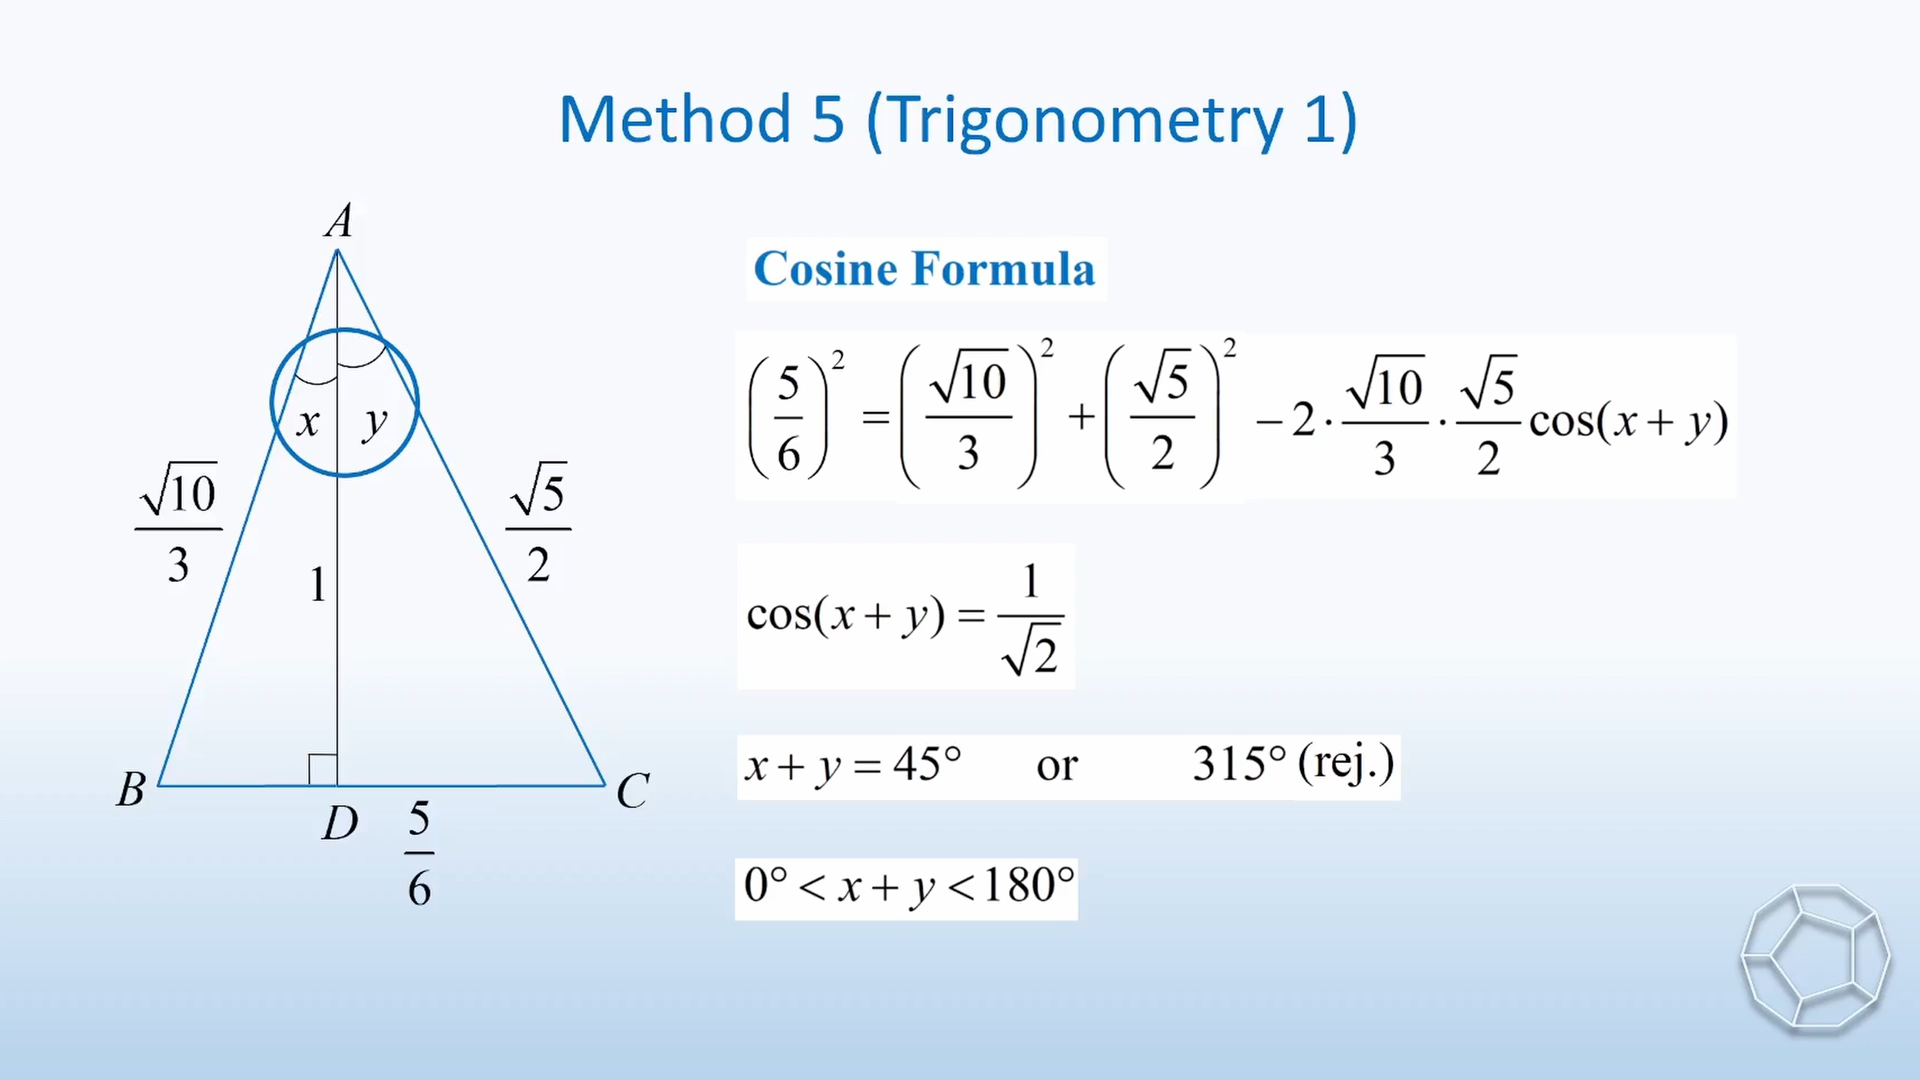 Method 5 (Trigonometry 1)
A
x y
√10/3
√5/2
1
B
D
C
5/6
Cosine Formula
(5/6)² = (√10/3)² + (√5/2)² − 2 · √10/3 · √5/2 cos(x + y)
cos(x + y) = 1/√2
x + y = 45° or 315° (rej.)
0° < x + y < 180°